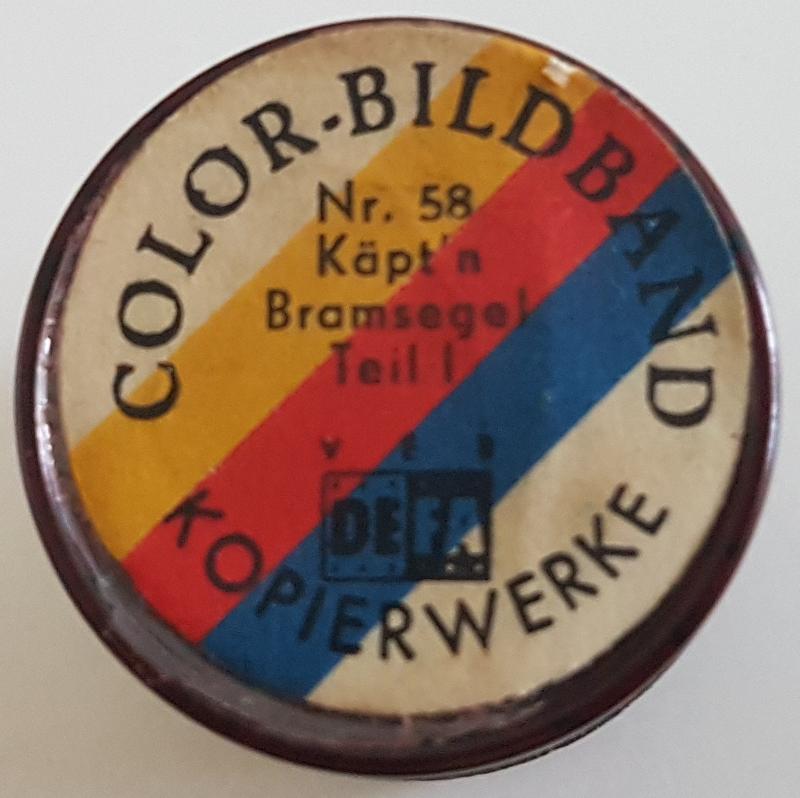 COLOR-BILDBAND
Nr. 58
Käpt'n
Bramsegel
Teil I
VEB
DEFA
KOPIERWERKE